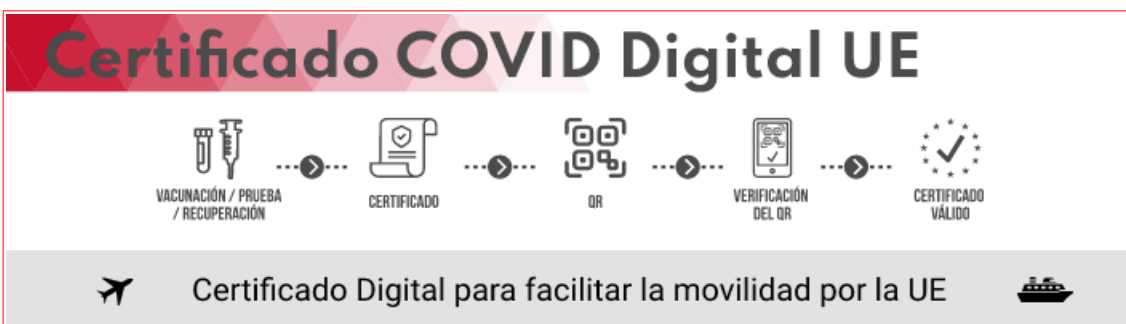 Certificado COVID Digital UE
VACUNACIÓN / PRUEBA
/ RECUPERACIÓN
CERTIFICADO
QR
VERIFICACIÓN
DEL QR
CERTIFICADO
VÁLIDO
Certificado Digital para facilitar la movilidad por la UE